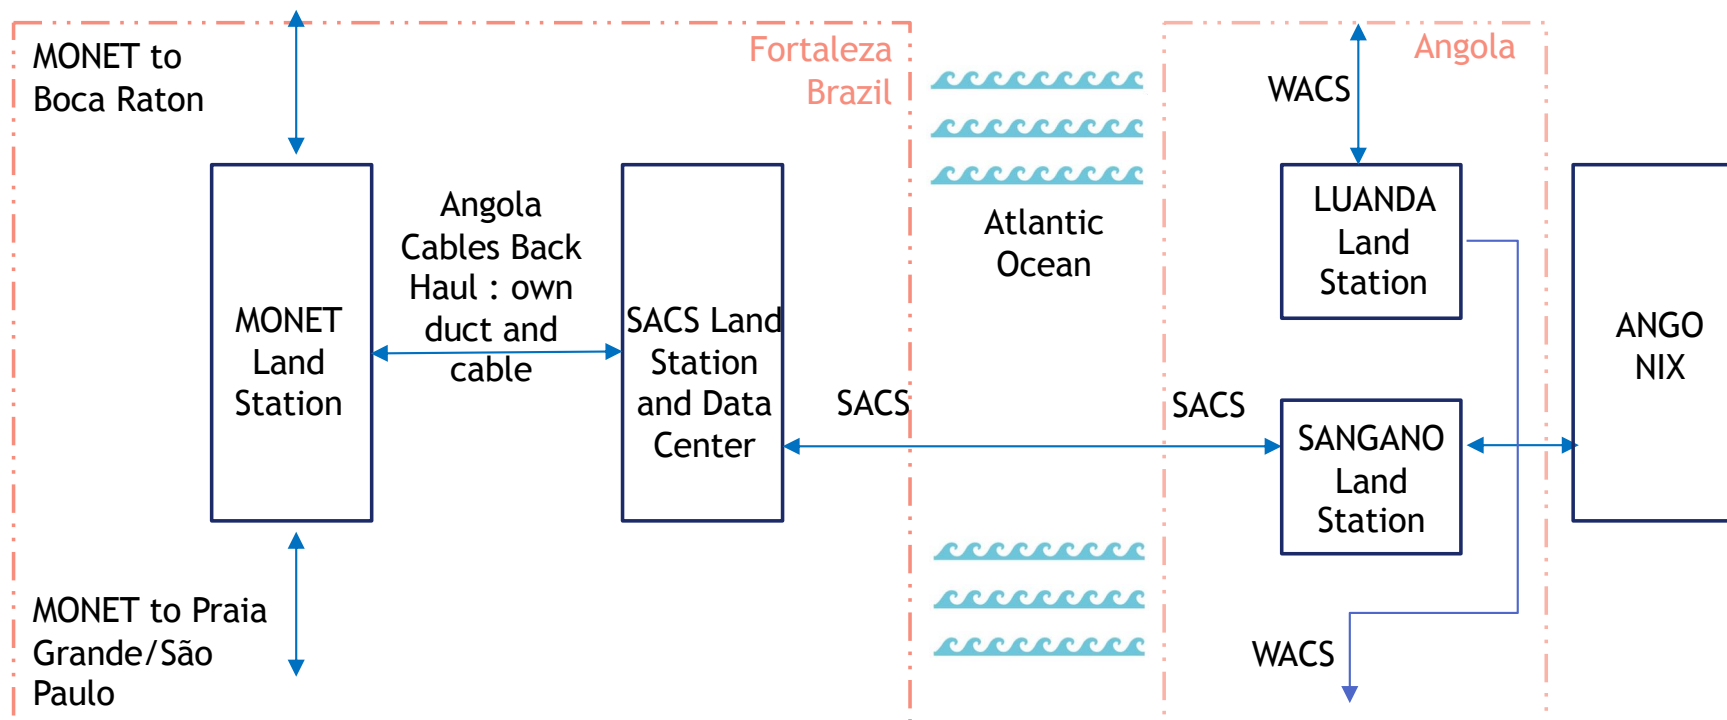 MONET to
Boca Raton
Fortaleza
Brazil
Angola
WACS
Angola
Cables Back
Haul : own
duct and
cable
MONET
Land
Station
SACS Land
Station
and Data
Center
Atlantic
Ocean
LUANDA
Land
Station
ANGO
NIX
SACS
SACS
SANGANO
Land
Station
MONET to Praia
Grande/São
Paulo
WACS